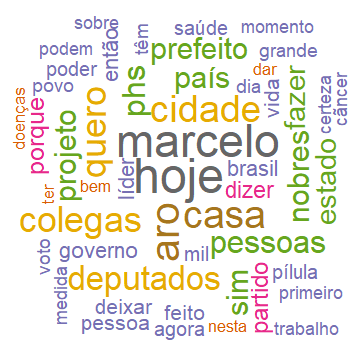 sobre
saúde
momento
podem
então
têm
prefeito
grande
poder
phs
país
dia
dar
vida
certeza
câncer
povo
doenças
porque
projeto
quero
cidade
nobres
fazer
estado
marcelo
líder
hoje
brasil
dizer
ter
bem
colegas
aro
casa
pessoas
voto
medida
governo
mil
sim
partido
deputados
pílula
primeiro
deixar
feito
pessoa
agora
nesta
trabalho